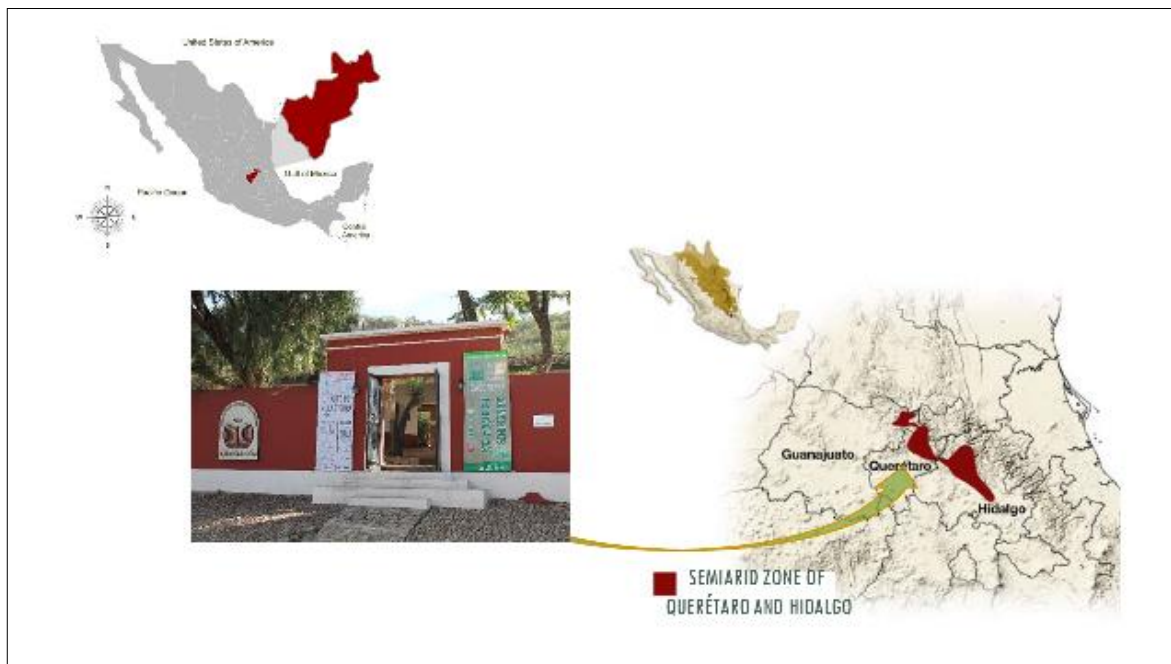 United States of America
Gulf of Mexico
Pacific Ocean
N
W
E
S
Central
America
Guanajuato
Querétaro
Hidalgo
SEMIARID ZONE OF
QUERÉTARO AND HIDALGO